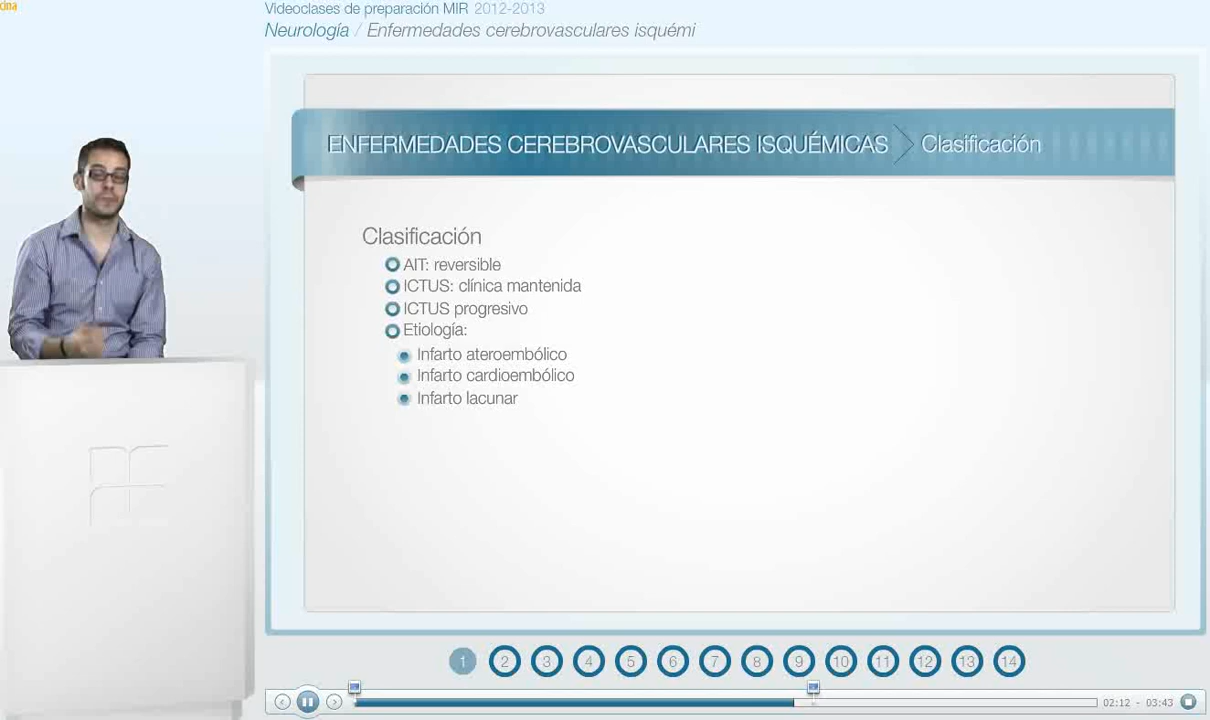 cina
Videoclases de preparación MIR 2012-2013
Neurología / Enfermedades cerebrovasculares isquémi
ENFERMEDADES CEREBROVASCULARES ISQUÉMICAS Clasificación
Clasificación
AIT: reversible
ICTUS: clínica mantenida
ICTUS progresivo
Etiología:
Infarto ateroembólico
Infarto cardioembólico
Infarto lacunar
1 2 3 4 5 6 7 8 9 10 11 12 13 14
02:12 - 03:43